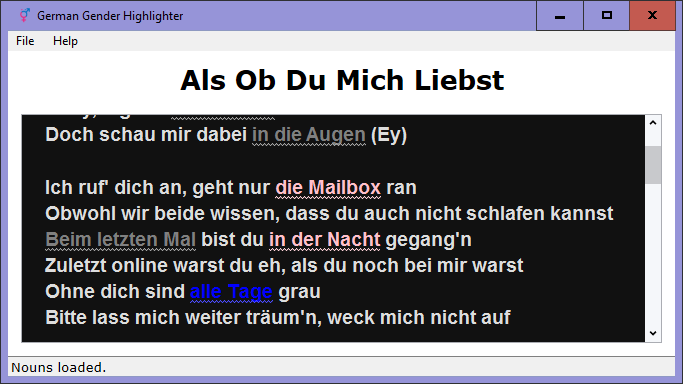 German Gender Highlighter
File Help
Als Ob Du Mich Liebst
Doch schau mir dabei in die Augen (Ey)
Ich ruf' dich an, geht nur die Mailbox ran
Obwohl wir beide wissen, dass du auch nicht schlafen kannst
Beim letzten Mal bist du in der Nacht gegang'n
Zuletzt online warst du eh, als du noch bei mir warst
Ohne dich sind alle Tage grau
Bitte lass mich weiter träum'n, weck mich nicht auf
Nouns loaded.